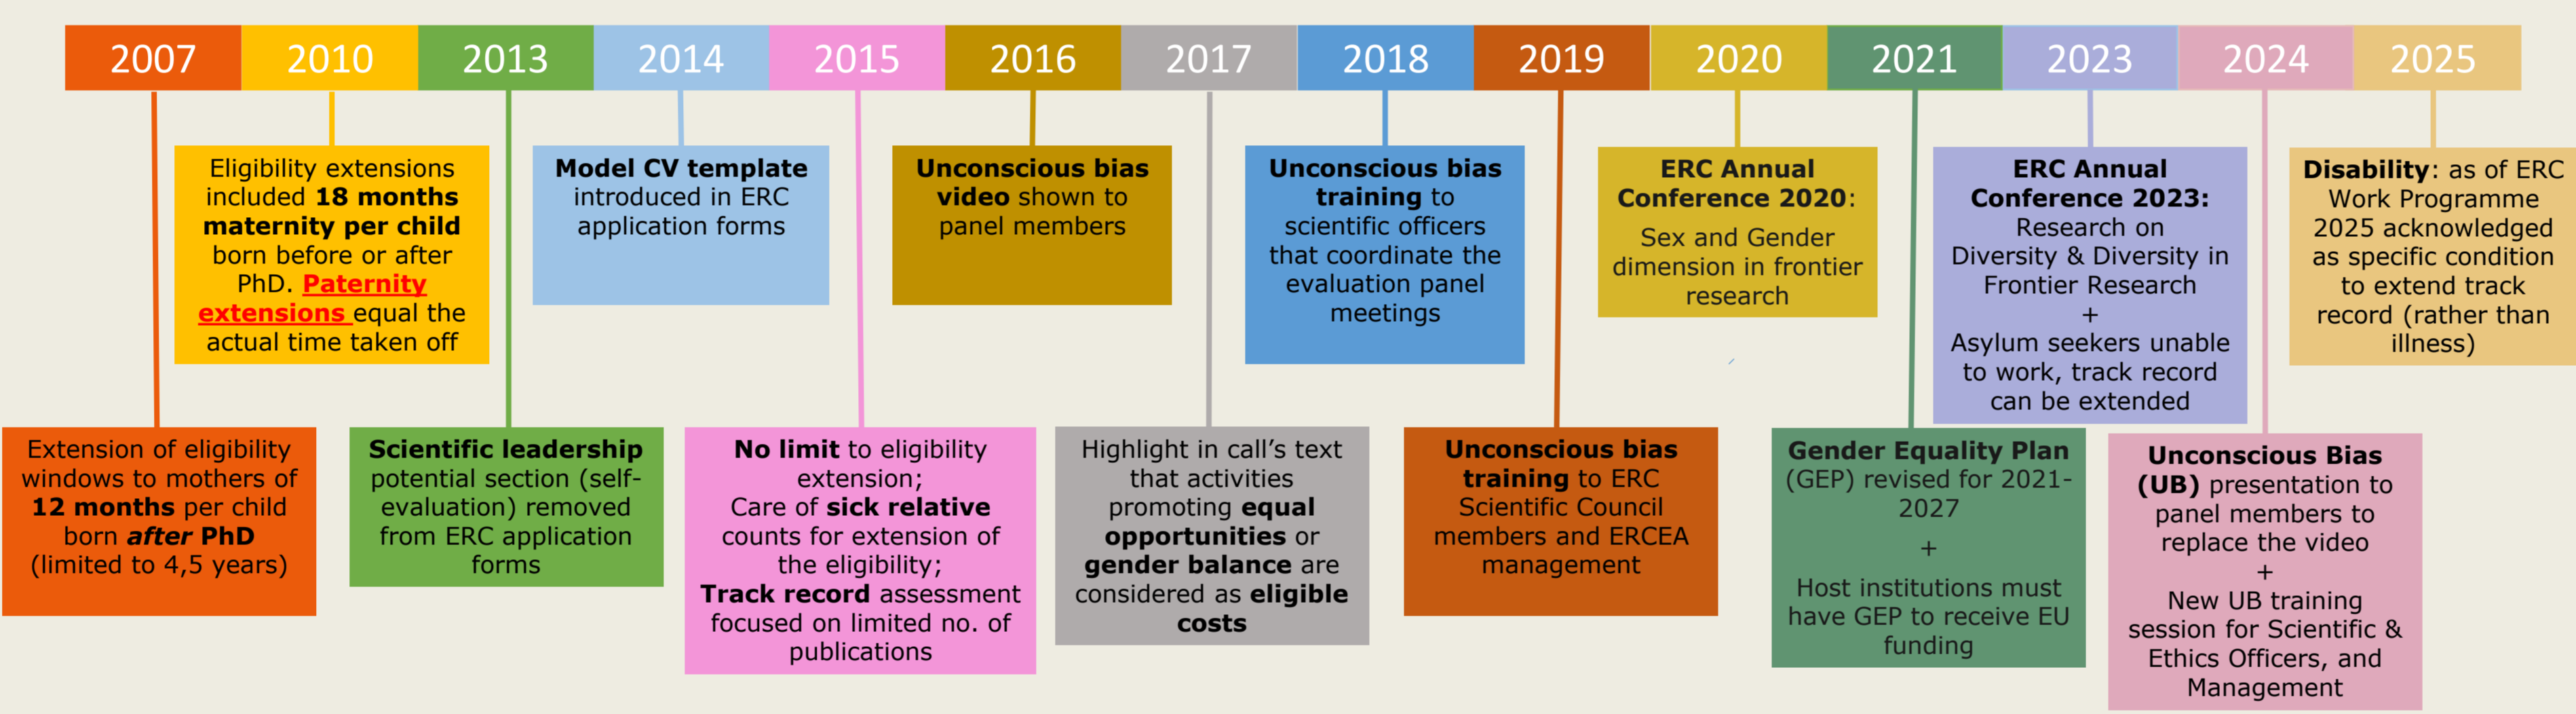 2007 2010 2013 2014 2015 2016 2017 2018 2019 2020 2021 2023 2024 2025
Extension of eligibility
windows to mothers of
12 months per child
born after PhD
(limited to 4,5 years)
Eligibility extensions
included 18 months
maternity per child
born before or after
PhD. Paternity
extensions equal the
actual time taken off
Scientific leadership
potential section (self-
evaluation) removed
from ERC application
forms
Model CV template
introduced in ERC
application forms
No limit to eligibility
extension;
Care of sick relative
counts for extension of
the eligibility;
Track record assessment
focused on limited no. of
publications
Unconscious bias
video shown to
panel members
Highlight in call’s text
that activities
promoting equal
opportunities or
gender balance are
considered as eligible
costs
Unconscious bias
training to
scientific officers
that coordinate the
evaluation panel
meetings
Unconscious bias
training to ERC
Scientific Council
members and ERCEA
management
ERC Annual
Conference 2020:
Sex and Gender
dimension in frontier
research
Gender Equality Plan
(GEP) revised for 2021-
2027
+
Host institutions must
have GEP to receive EU
funding
ERC Annual
Conference 2023:
Research on
Diversity & Diversity in
Frontier Research
+
Asylum seekers unable
to work, track record
can be extended
Unconscious Bias
(UB) presentation to
panel members to
replace the video
+
New UB training
session for Scientific &
Ethics Officers, and
Management
Disability: as of ERC
Work Programme
2025 acknowledged
as specific condition
to extend track
record (rather than
illness)